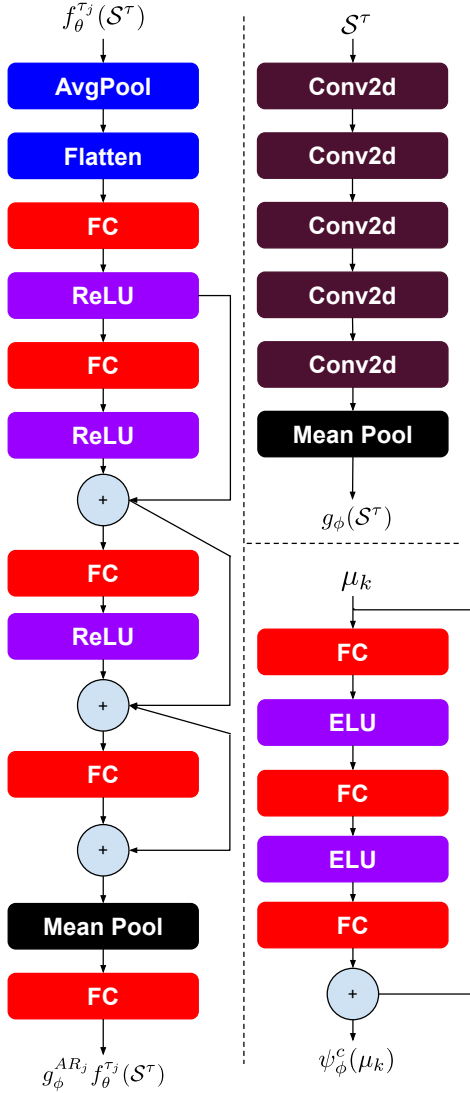 f_θ^{τ_j}(𝒮^τ)
AvgPool
Flatten
FC
ReLU
FC
ReLU
+
FC
ReLU
+
FC
+
Mean Pool
FC
g_ϕ^{AR_j} f_θ^{τ_j}(𝒮^τ)
𝒮^τ
Conv2d
Conv2d
Conv2d
Conv2d
Conv2d
Mean Pool
g_ϕ(𝒮^τ)
μ_k
FC
ELU
FC
ELU
FC
+
ψ_ϕ^c(μ_k)